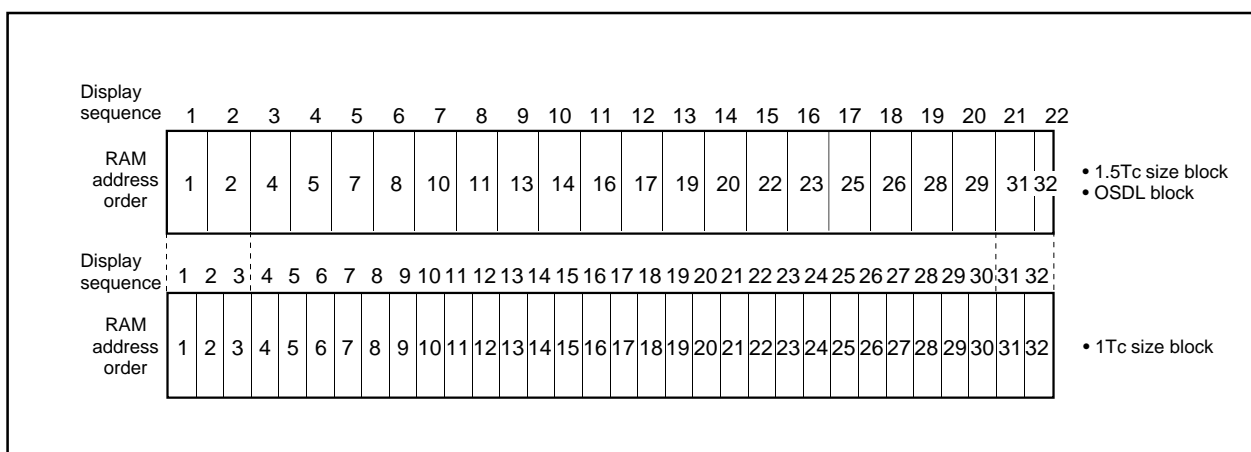 Display
sequence 1 2 3 4 5 6 7 8 9 10 11 12 13 14 15 16 17 18 19 20 21 22
RAM
address
order 1 2 4 5 7 8 10 11 13 14 16 17 19 20 22 23 25 26 28 29 31 32
• 1.5Tc size block
• OSDL block
Display
sequence 1 2 3 4 5 6 7 8 9 10 11 12 13 14 15 16 17 18 19 20 21 22 23 24 25 26 27 28 29 30 31 32
RAM
address
order 1 2 3 4 5 6 7 8 9 10 11 12 13 14 15 16 17 18 19 20 21 22 23 24 25 26 27 28 29 30 31 32
• 1Tc size block